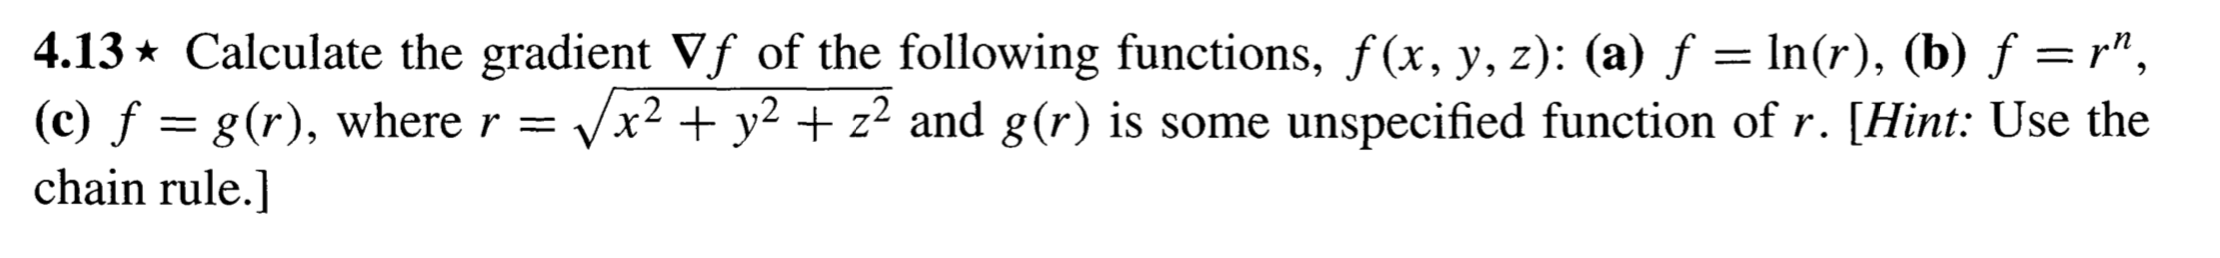 4.13 ⋆ Calculate the gradient ∇f of the following functions, f(x, y, z): (a) f = ln(r), (b) f = rⁿ,
(c) f = g(r), where r = √(x² + y² + z²) and g(r) is some unspecified function of r. [Hint: Use the
chain rule.]